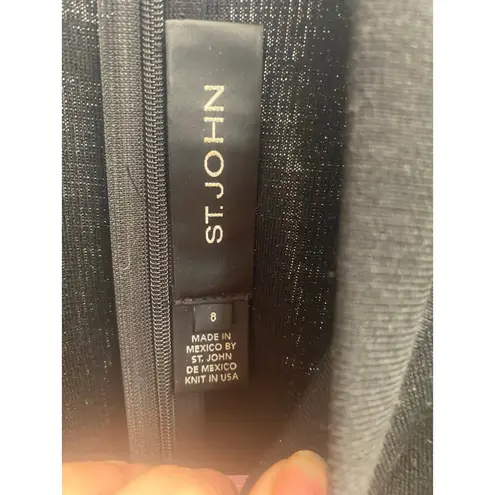 ST. JOHN
8
MADE IN
MEXICO BY
ST. JOHN
DE MEXICO
KNIT IN USA